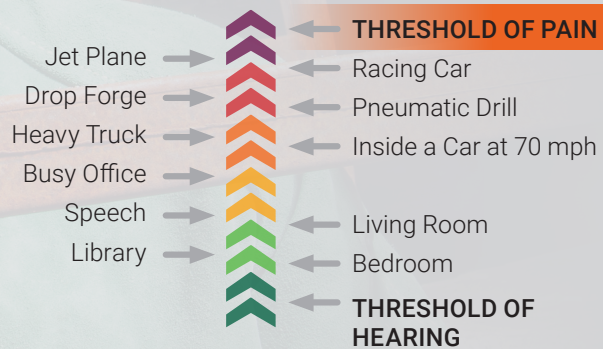 THRESHOLD OF PAIN
Jet Plane
Racing Car
Drop Forge
Pneumatic Drill
Heavy Truck
Inside a Car at 70 mph
Busy Office
Speech
Living Room
Library
Bedroom
THRESHOLD OF
HEARING